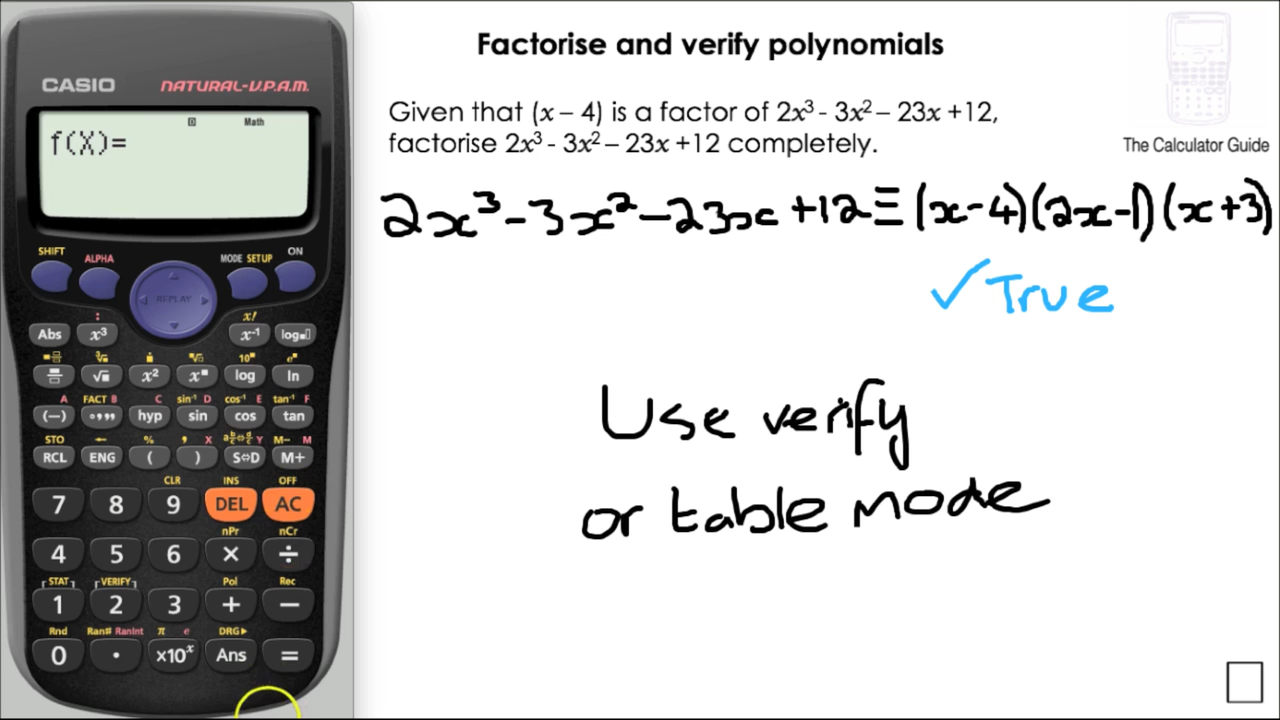 Factorise and verify polynomials
Given that (x – 4) is a factor of 2x³ - 3x² – 23x +12,
factorise 2x³ - 3x² – 23x +12 completely.
The Calculator Guide
2x³ - 3x² - 23x + 12 ≡ (x - 4)(2x - 1)(x + 3)
✓ True
Use verify
or table mode
CASIO NATURAL-V.P.A.M.
D Math
f(X)=
SHIFT ALPHA MODE SETUP ON
REPLAY
: x!
Abs x³ x⁻¹ log
10■ e■
√■ x² x■ log ln
A FACT B C sin⁻¹ D cos⁻¹ E tan⁻¹ F
(−) °,,, hyp sin cos tan
STO ← % , X a b/c⇔d/c Y M− M
RCL ENG ( ) S⇔D M+
CLR INS OFF
7 8 9 DEL AC
nPr nCr
4 5 6 × ÷
STAT VERIFY Pol Rec
1 2 3 + −
Rnd Ran# RanInt π e DRG▶
0 • ×10ˣ Ans =